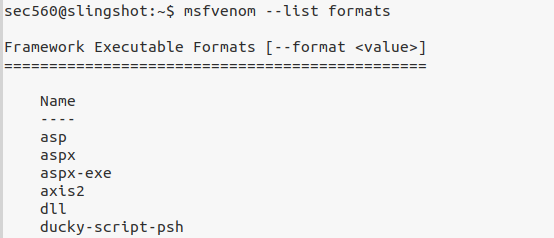 sec560@slingshot:~$ msfvenom --list formats
Framework Executable Formats [--format <value>]
===============================================
Name
----
asp
aspx
aspx-exe
axis2
dll
ducky-script-psh